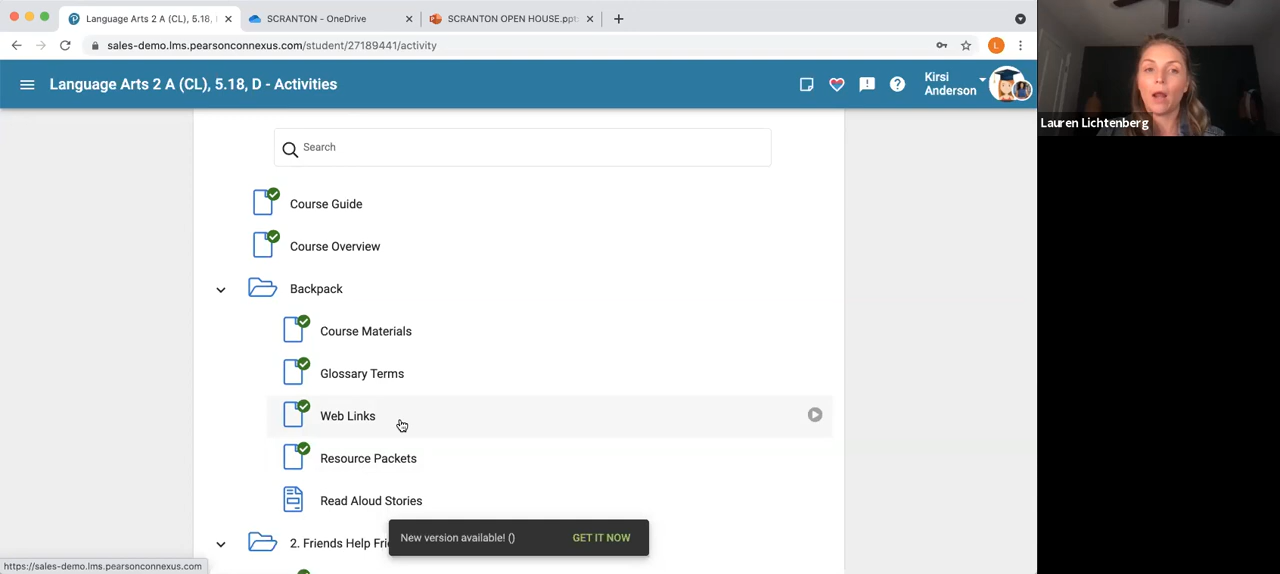 Language Arts 2 A (CL), 5.18,
SCRANTON - OneDrive
SCRANTON OPEN HOUSE.ppt
sales-demo.lms.pearsonconnexus.com/student/27189441/activity
L
Language Arts 2 A (CL), 5.18, D - Activities
Kirsi
Anderson
Lauren Lichtenberg
Search
Course Guide
Course Overview
Backpack
Course Materials
Glossary Terms
Web Links
Resource Packets
Read Aloud Stories
New version available! ()
GET IT NOW
2. Friends Help Fri
https://sales-demo.lms.pearsonconnexus.com